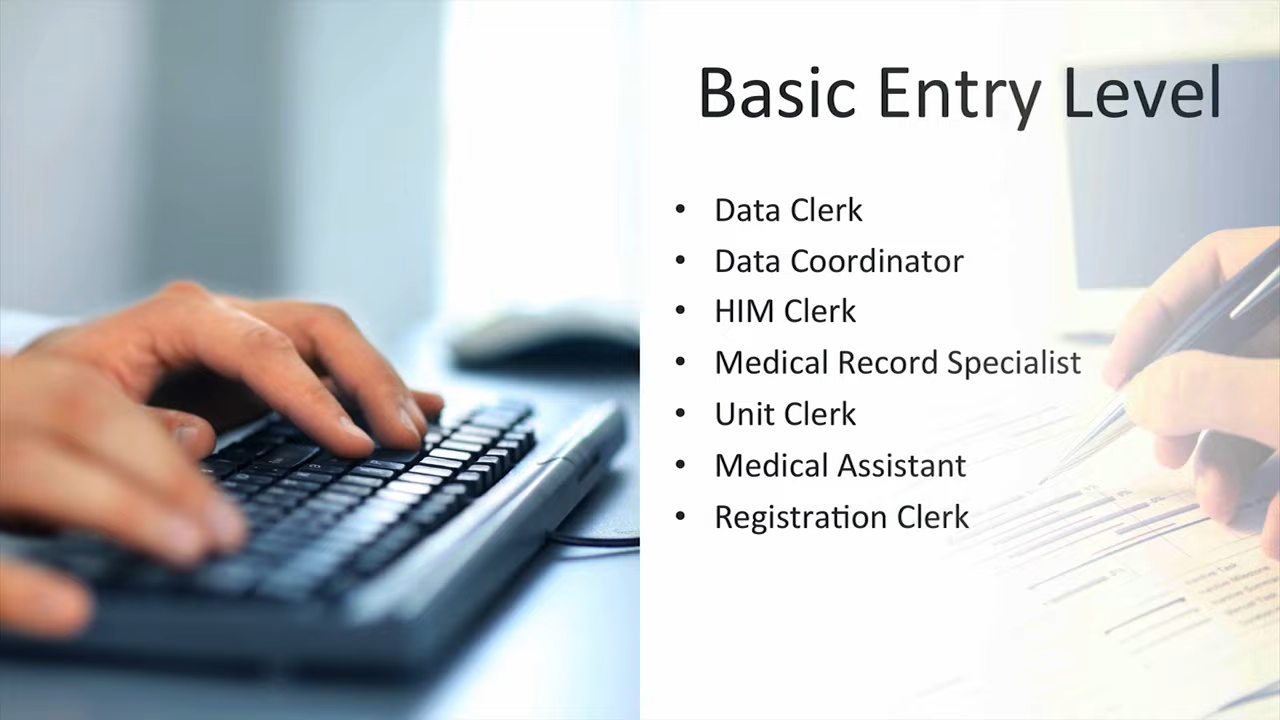 Basic Entry Level
• Data Clerk
• Data Coordinator
• HIM Clerk
• Medical Record Specialist
• Unit Clerk
• Medical Assistant
• Registration Clerk